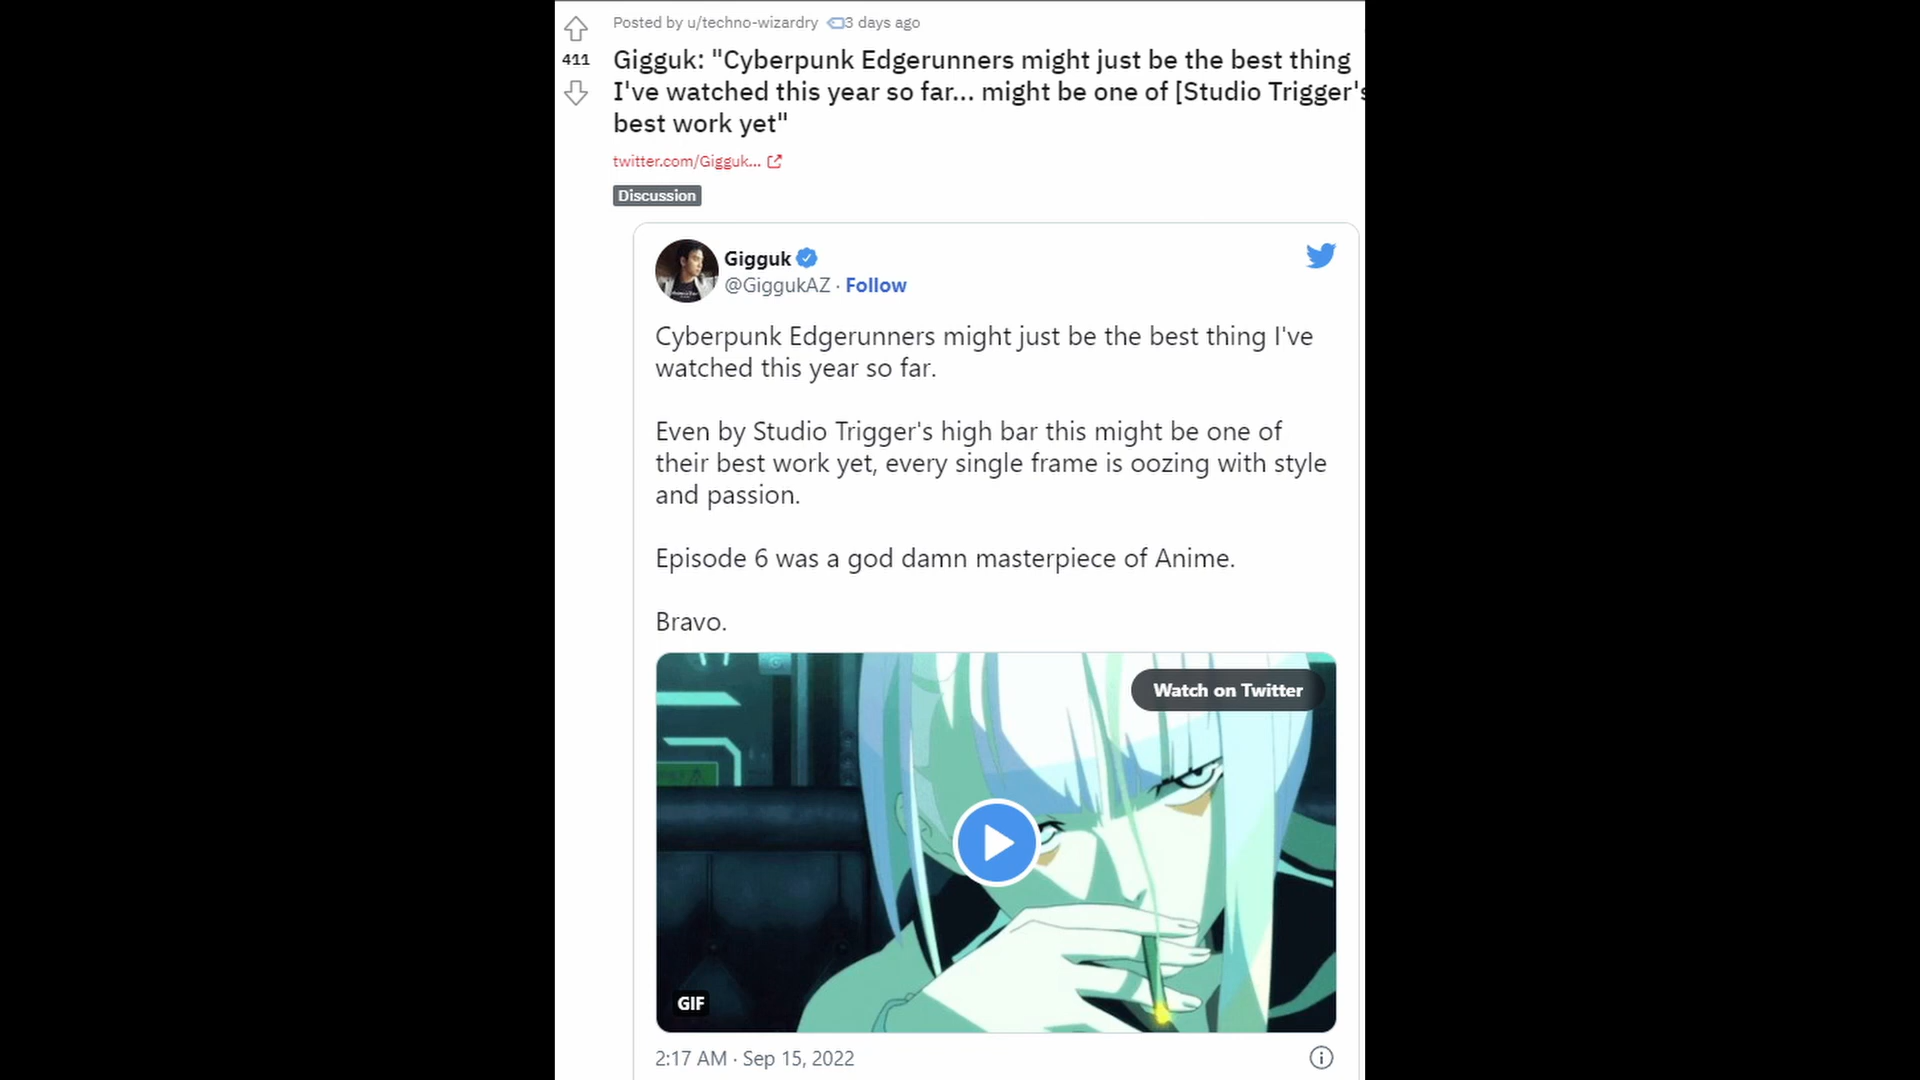 Posted by u/techno-wizardry 3 days ago
411
Gigguk: "Cyberpunk Edgerunners might just be the best thing
I've watched this year so far... might be one of [Studio Trigger's
best work yet"
twitter.com/Gigguk...
Discussion
Gigguk
@GiggukAZ · Follow
Cyberpunk Edgerunners might just be the best thing I've
watched this year so far.
Even by Studio Trigger's high bar this might be one of
their best work yet, every single frame is oozing with style
and passion.
Episode 6 was a god damn masterpiece of Anime.
Bravo.
Watch on Twitter
GIF
2:17 AM · Sep 15, 2022